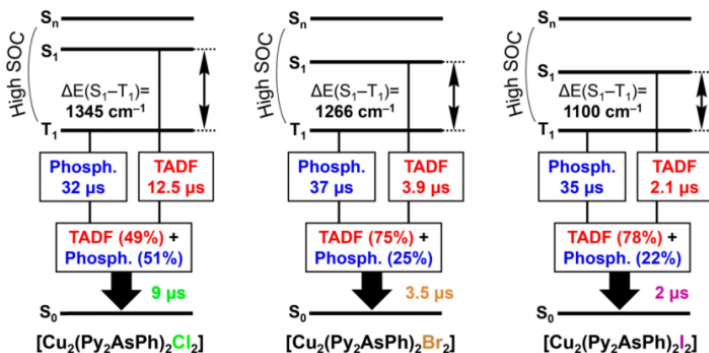 High SOC
Sₙ
S₁
ΔE(S₁–T₁)=
1345 cm⁻¹
T₁
Phosph.
32 µs
TADF
12.5 µs
TADF (49%) +
Phosph. (51%)
9 µs
S₀
[Cu₂(Py₂AsPh)₂Cl₂]
High SOC
Sₙ
S₁
ΔE(S₁–T₁)=
1266 cm⁻¹
T₁
Phosph.
37 µs
TADF
3.9 µs
TADF (75%) +
Phosph. (25%)
3.5 µs
S₀
[Cu₂(Py₂AsPh)₂Br₂]
High SOC
Sₙ
S₁
ΔE(S₁–T₁)=
1100 cm⁻¹
T₁
Phosph.
35 µs
TADF
2.1 µs
TADF (78%) +
Phosph. (22%)
2 µs
S₀
[Cu₂(Py₂AsPh)₂I₂]